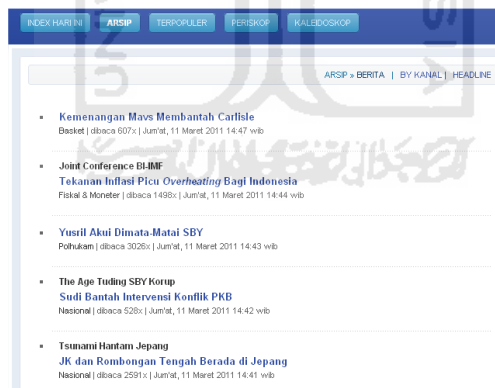 INDEX HARI INI ARSIP TERPOPULER PERISKOP KALEIDOSKOP
ARSIP » BERITA | BY KANAL | HEADLINE
Kemenangan Mavs Membantah Carlisle
Basket | dibaca 607x | Jum'at, 11 Maret 2011 14:47 wib
Joint Conference BI-IMF
Tekanan Inflasi Picu Overheating Bagi Indonesia
Fiskal & Moneter | dibaca 1498x | Jum'at, 11 Maret 2011 14:44 wib
Yusril Akui Dimata-Matai SBY
Polhukam | dibaca 3026x | Jum'at, 11 Maret 2011 14:43 wib
The Age Tuding SBY Korup
Sudi Bantah Intervensi Konflik PKB
Nasional | dibaca 528x | Jum'at, 11 Maret 2011 14:42 wib
Tsunami Hantam Jepang
JK dan Rombongan Tengah Berada di Jepang
Nasional | dibaca 2591x | Jum'at, 11 Maret 2011 14:41 wib